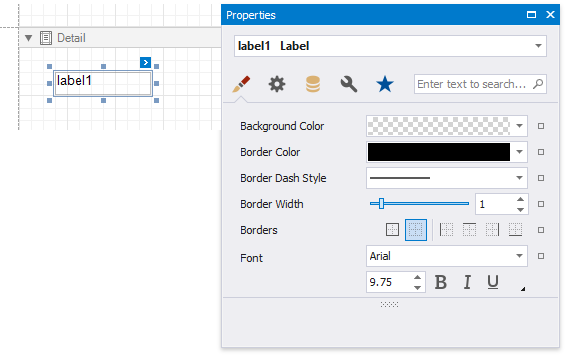 Detail
label1
Properties
label1 Label
Enter text to search...
Background Color
Border Color
Border Dash Style
Border Width 1
Borders
Font Arial
9.75 B I U